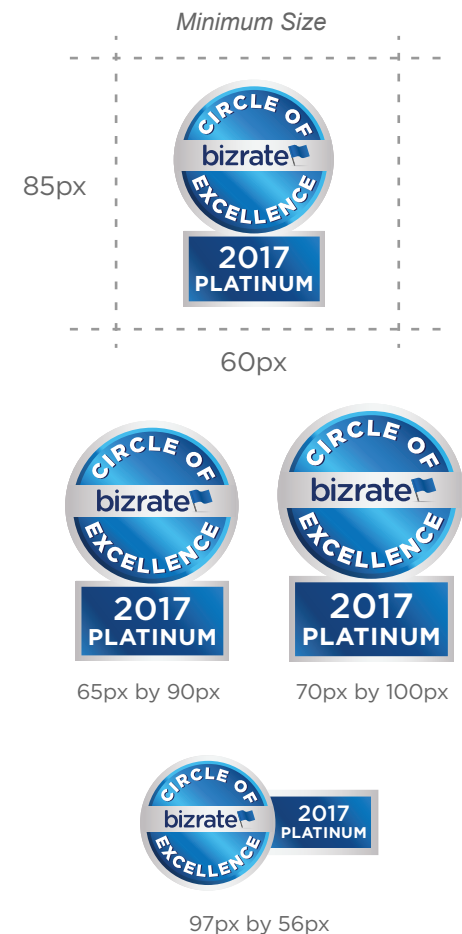 Minimum Size
CIRCLE OF
bizrate
EXCELLENCE
85px
2017
PLATINUM
60px
CIRCLE OF
bizrate
EXCELLENCE
2017
PLATINUM
65px by 90px
CIRCLE OF
bizrate
EXCELLENCE
2017
PLATINUM
70px by 100px
CIRCLE OF
bizrate
EXCELLENCE
2017
PLATINUM
97px by 56px